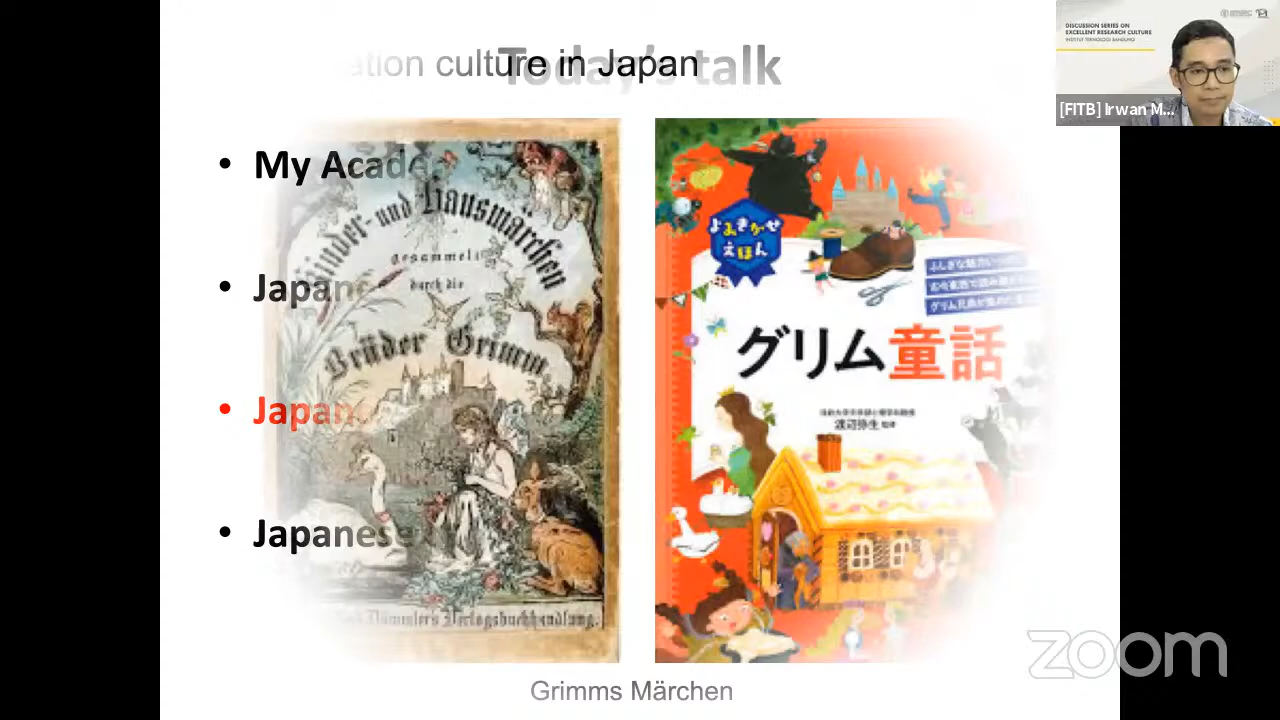 ation culture in Japan
Today's talk
• My Acade
• Japan
• Japan
• Japanese
Kinder- und Hausmärchen
gesammelt
durch die
Brüder Grimm.
Dümmler's Verlagsbuchhandlung.
よみきかせ
えほん
グリム童話
渡辺弥生 監修
Grimms Märchen
DISCUSSION SERIES ON
EXCELLENT RESEARCH CULTURE
INSTITUT TEKNOLOGI BANDUNG
[FITB] Irwan M...
zoom